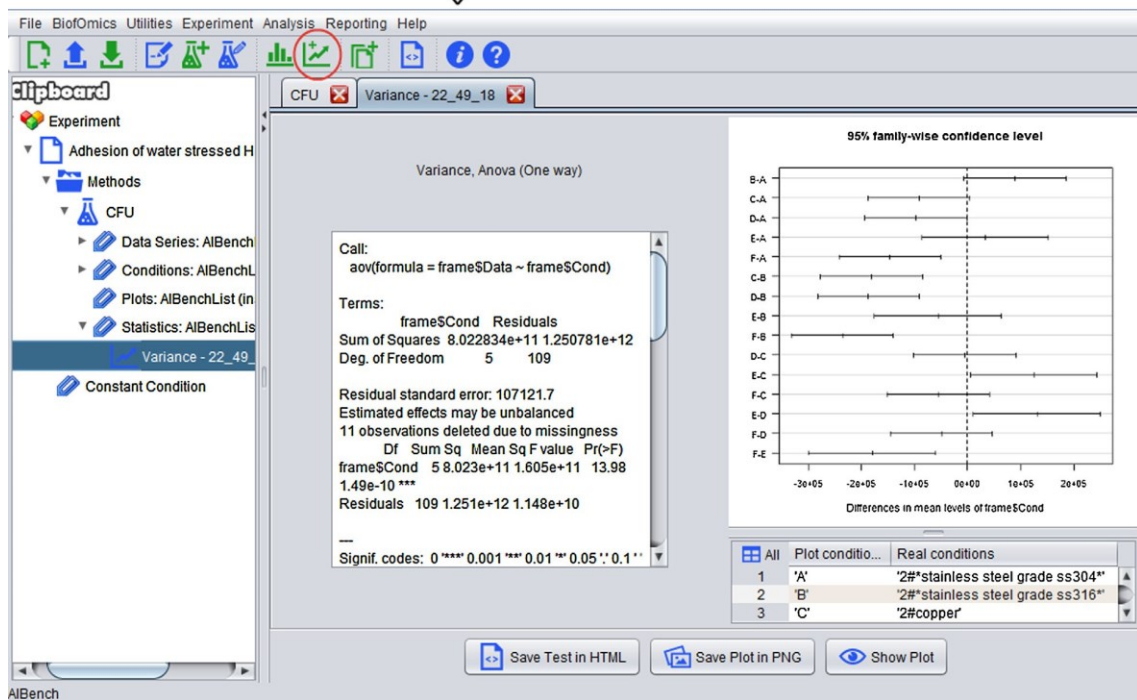 File BiofOmics Utilities Experiment Analysis Reporting Help
Clipboard
Experiment
Adhesion of water stressed H
Methods
CFU
Data Series: AIBench
Conditions: AIBenchL
Plots: AIBenchList (in
Statistics: AIBenchLis
Variance - 22_49_
Constant Condition
CFU
Variance - 22_49_18
Variance, Anova (One way)
Call:
aov(formula = frame$Data ~ frame$Cond)
Terms:
frame$Cond Residuals
Sum of Squares 8.022834e+11 1.250781e+12
Deg. of Freedom 5 109
Residual standard error: 107121.7
Estimated effects may be unbalanced
11 observations deleted due to missingness
Df Sum Sq Mean Sq F value Pr(>F)
frame$Cond 5 8.023e+11 1.605e+11 13.98
1.49e-10 ***
Residuals 109 1.251e+12 1.148e+10
---
Signif. codes: 0 '***' 0.001 '**' 0.01 '*' 0.05 '.' 0.1 ' '
95% family-wise confidence level
B-A
C-A
D-A
E-A
F-A
C-B
D-B
E-B
F-B
D-C
E-C
F-C
E-D
F-D
F-E
-3e+05 -2e+05 -1e+05 0e+00 1e+05 2e+05
Differences in mean levels of frame$Cond
All Plot conditio... Real conditions
1 'A' '2#*stainless steel grade ss304*'
2 'B' '2#*stainless steel grade ss316*'
3 'C' '2#copper'
Save Test in HTML
Save Plot in PNG
Show Plot
AIBench